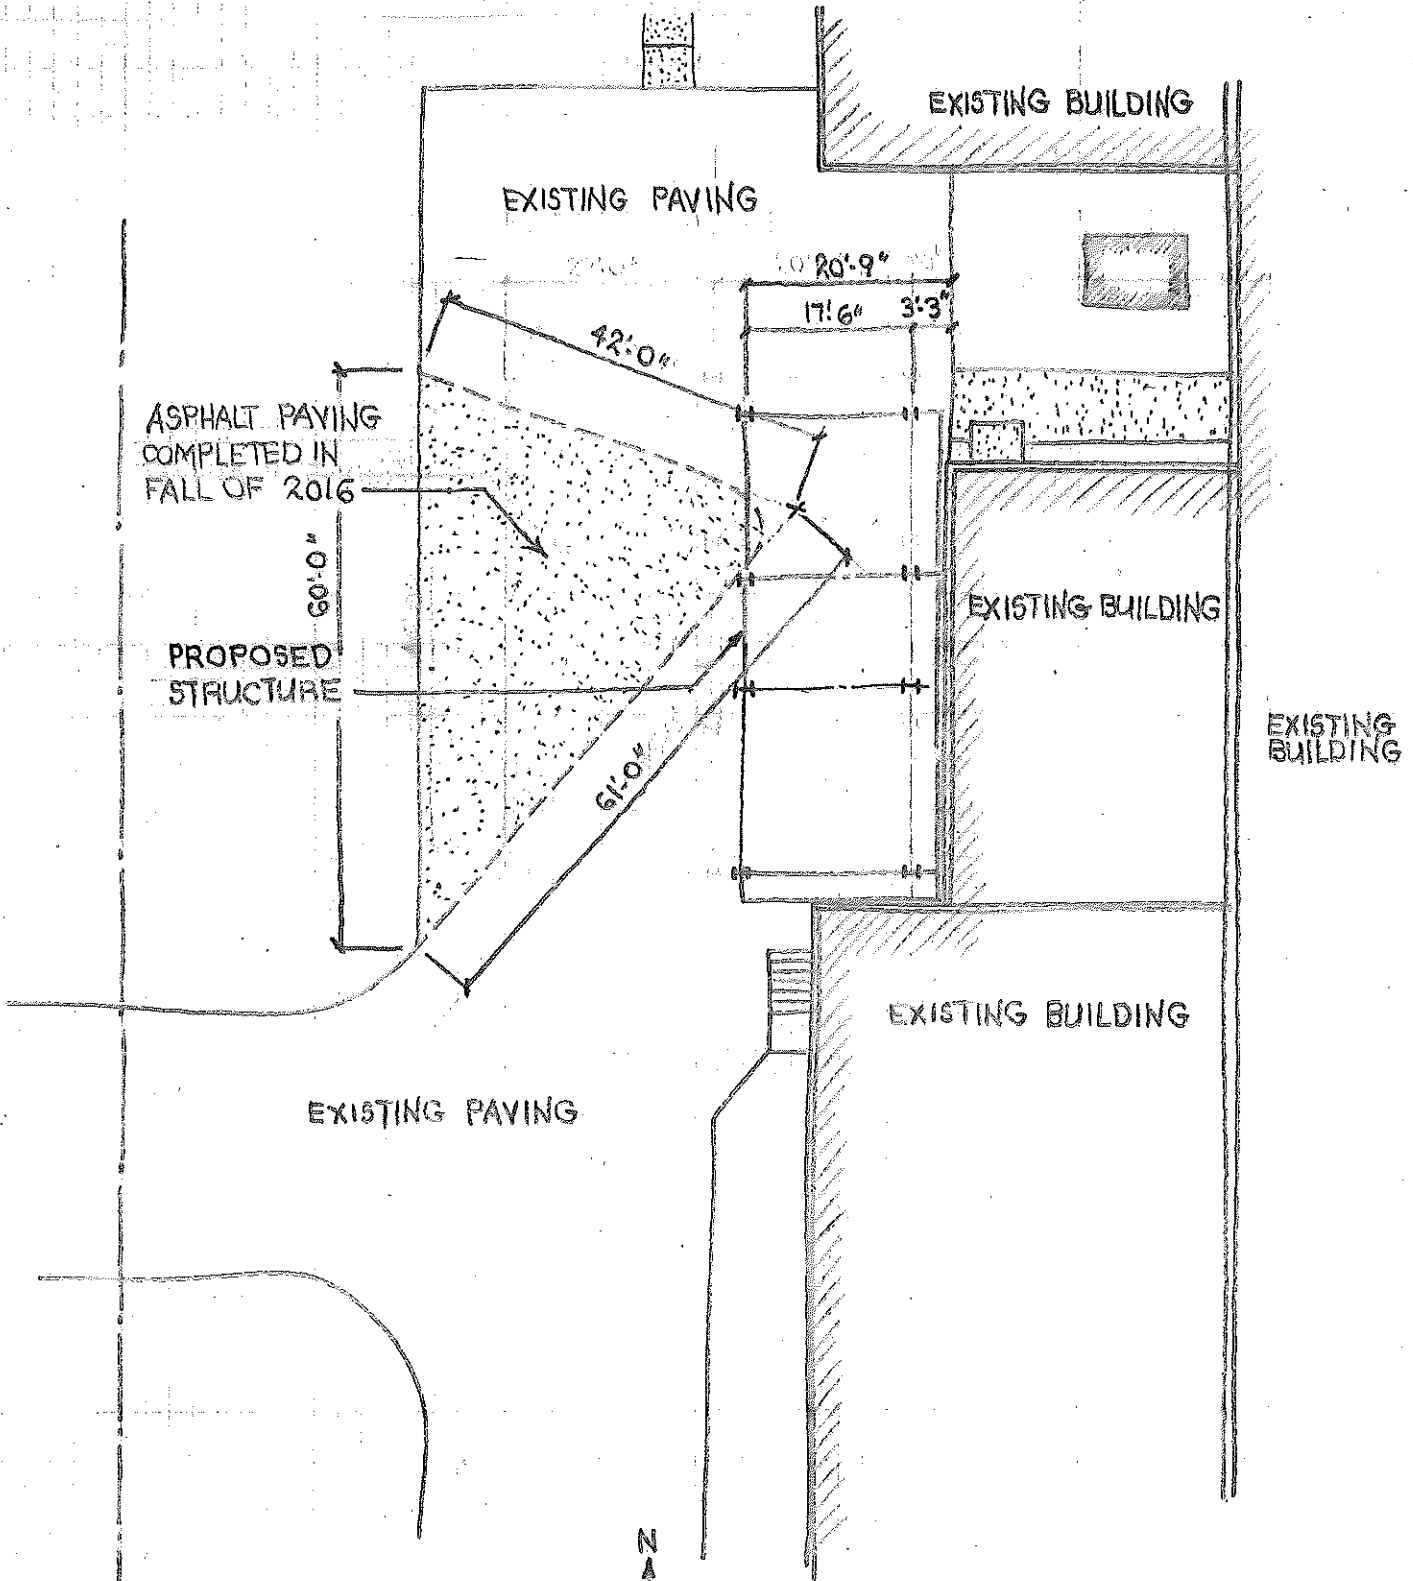 EXISTING BUILDING
EXISTING PAVING
20'-9"
17'6"
3'-3"
42'-0"
ASPHALT PAVING
COMPLETED IN
FALL OF 2016
60'-0"
EXISTING BUILDING
PROPOSED
STRUCTURE
61'-0"
EXISTING
BUILDING
EXISTING BUILDING
EXISTING PAVING
N